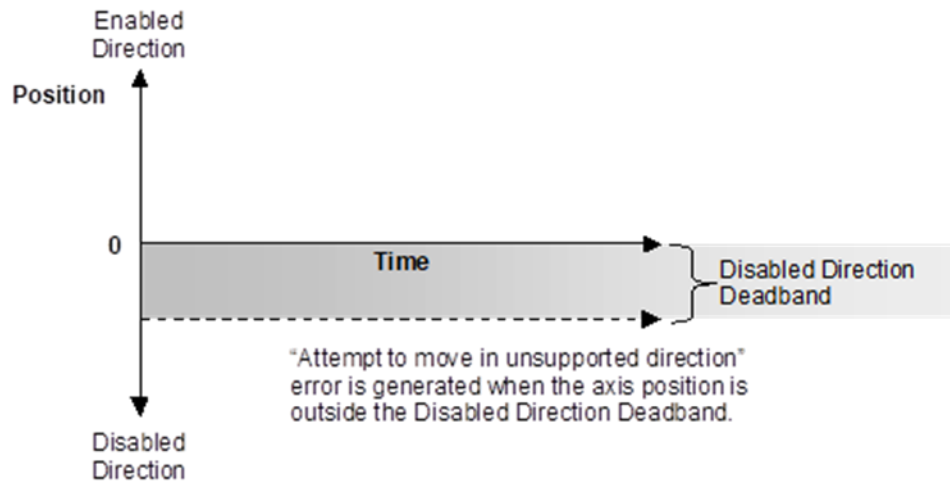 Enabled
Direction
Position
0
Time
Disabled Direction
Deadband
“Attempt to move in unsupported direction”
error is generated when the axis position is
outside the Disabled Direction Deadband.
Disabled
Direction